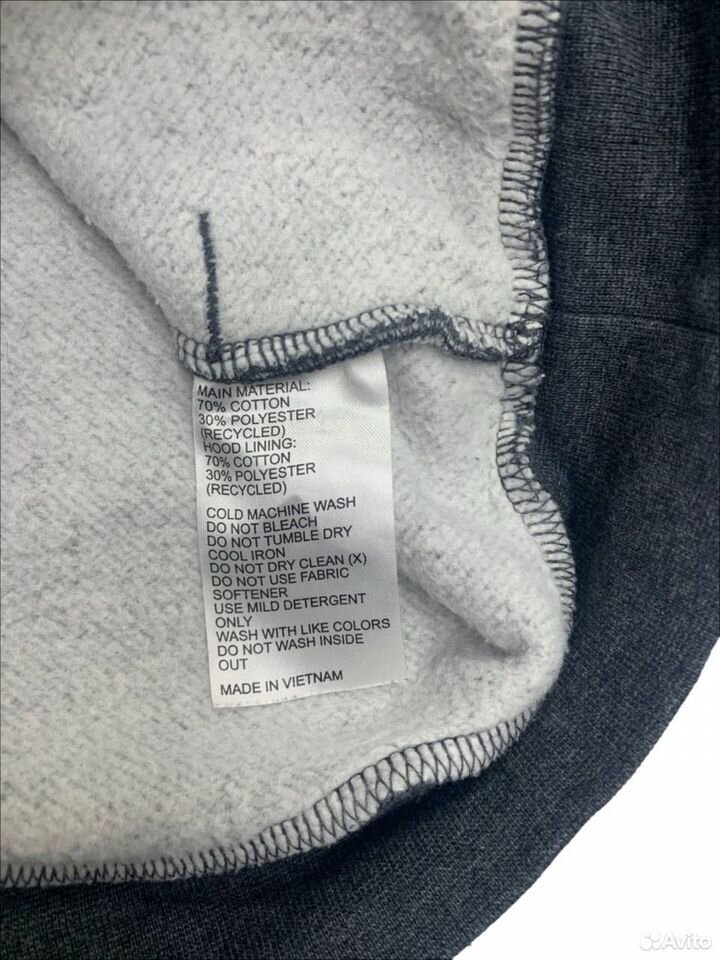 MAIN MATERIAL:
70% COTTON
30% POLYESTER
(RECYCLED)
HOOD LINING:
70% COTTON
30% POLYESTER
(RECYCLED)
COLD MACHINE WASH
DO NOT BLEACH
DO NOT TUMBLE DRY
COOL IRON
DO NOT DRY CLEAN (X)
DO NOT USE FABRIC
SOFTENER
USE MILD DETERGENT
ONLY
WASH WITH LIKE COLORS
DO NOT WASH INSIDE
OUT
MADE IN VIETNAM
Avito